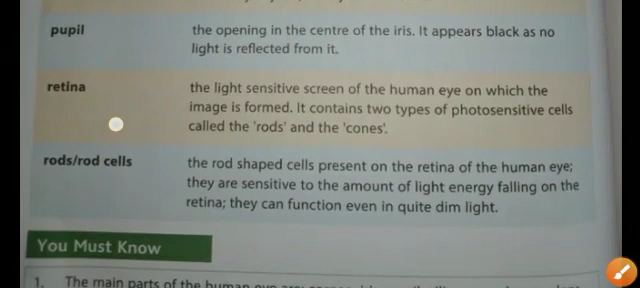 pupil the opening in the centre of the iris. It appears black as no
light is reflected from it.
retina the light sensitive screen of the human eye on which the
image is formed. It contains two types of photosensitive cells
called the 'rods' and the 'cones'.
rods/rod cells the rod shaped cells present on the retina of the human eye;
they are sensitive to the amount of light energy falling on the
retina; they can function even in quite dim light.
You Must Know
1. The main parts of the human eye are: